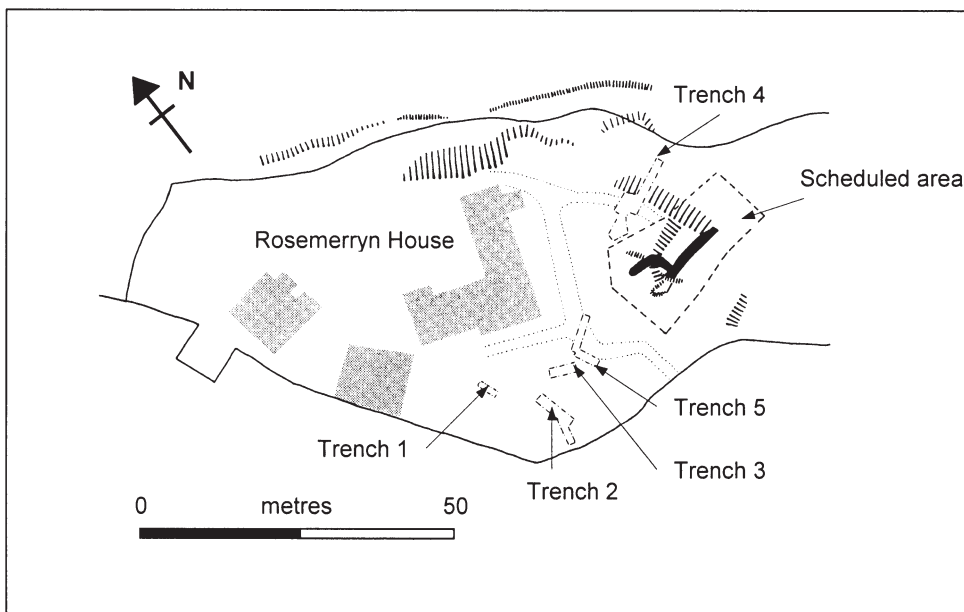 N
Trench 4
Scheduled area
Rosemerryn House
Trench 5
Trench 1
Trench 3
Trench 2
0 metres 50